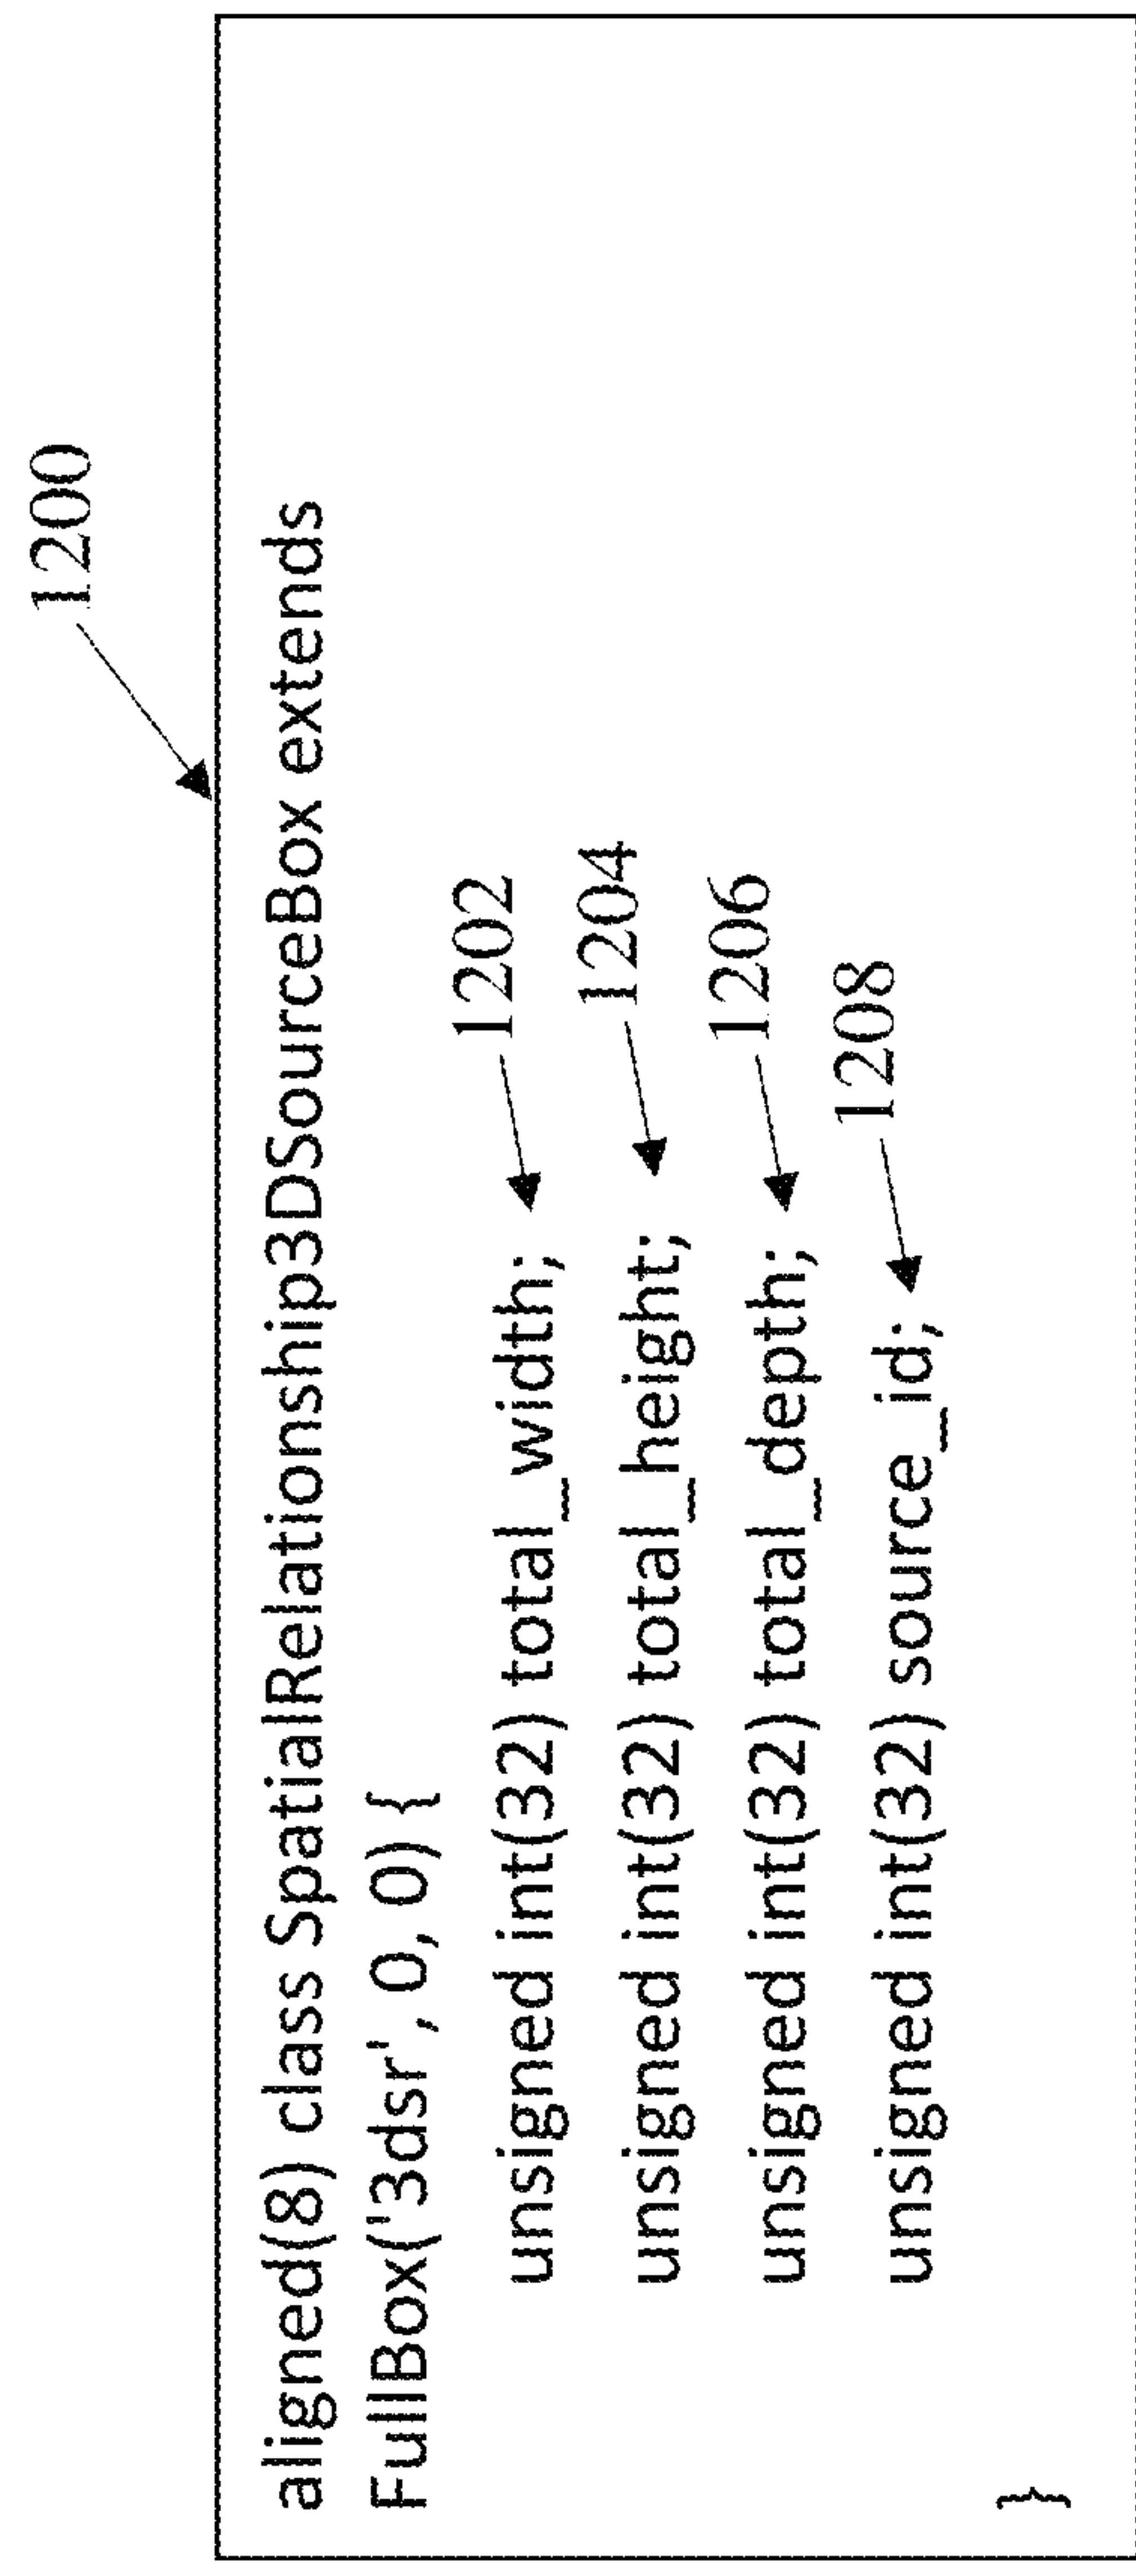 1200
aligned(8) class SpatialRelationship3DSourceBox extends
FullBox('3dsr', 0, 0) {
unsigned int(32) total_width; 1202
unsigned int(32) total_height; 1204
unsigned int(32) total_depth; 1206
unsigned int(32) source_id; 1208
}